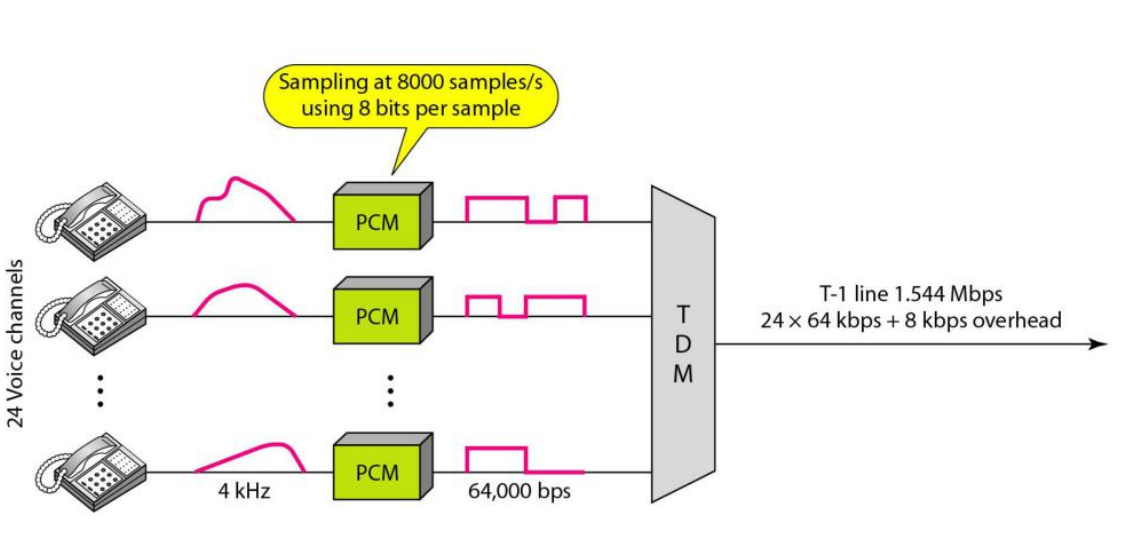 Sampling at 8000 samples/s
using 8 bits per sample
24 Voice channels
PCM
PCM
T
D
M
T-1 line 1.544 Mbps
24 × 64 kbps + 8 kbps overhead
PCM
4 kHz
64,000 bps